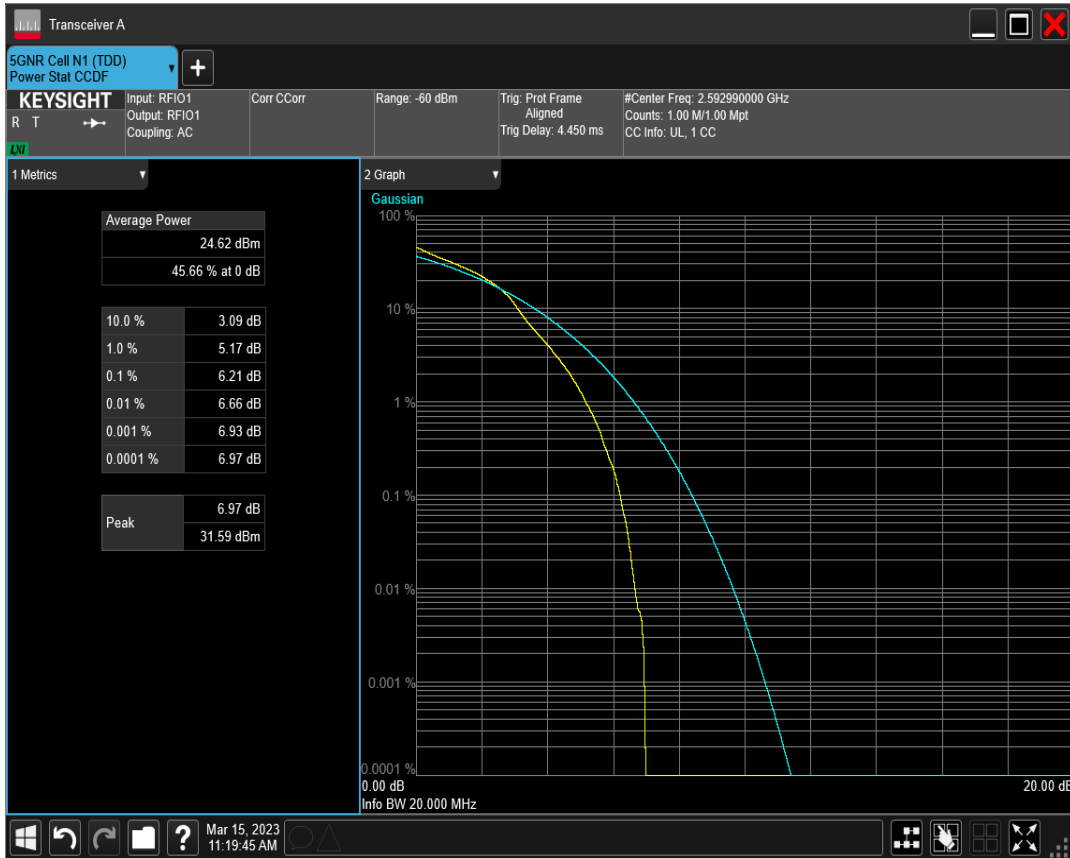 Transceiver A
5GNR Cell N1 (TDD)
Power Stat CCDF
+
KEYSIGHT
R T
LXI
Input: RFIO1
Output: RFIO1
Coupling: AC
Corr CCorr
Range: -60 dBm
Trig: Prot Frame
Aligned
Trig Delay: 4.450 ms
#Center Freq: 2.592990000 GHz
Counts: 1.00 M/1.00 Mpt
CC Info: UL, 1 CC
1 Metrics
Average Power
24.62 dBm
45.66 % at 0 dB
10.0 % 3.09 dB
1.0 % 5.17 dB
0.1 % 6.21 dB
0.01 % 6.66 dB
0.001 % 6.93 dB
0.0001 % 6.97 dB
Peak 6.97 dB
31.59 dBm
2 Graph
Gaussian
100 %
10 %
1 %
0.1 %
0.01 %
0.001 %
0.0001 %
0.00 dB 20.00 dB
Info BW 20.000 MHz
?
Mar 15, 2023
11:19:45 AM